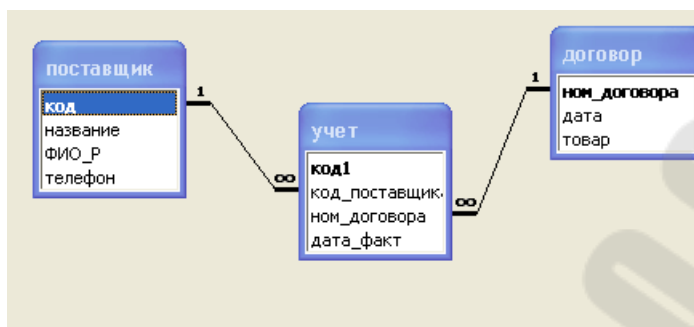 поставщик
код
название
ФИО_Р
телефон
1
∞
учет
код1
код_поставщик
ном_договора
дата_факт
∞
1
договор
ном_договора
дата
товар